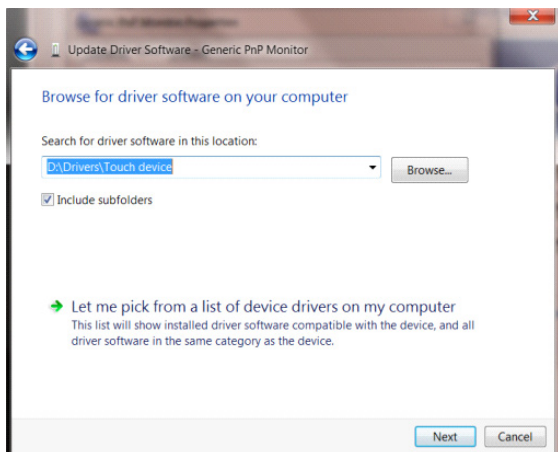 Update Driver Software - Generic PnP Monitor
Browse for driver software on your computer
Search for driver software in this location:
D:\Drivers\Touch device
Browse...
Include subfolders
Let me pick from a list of device drivers on my computer
This list will show installed driver software compatible with the device, and all
driver software in the same category as the device.
Next
Cancel